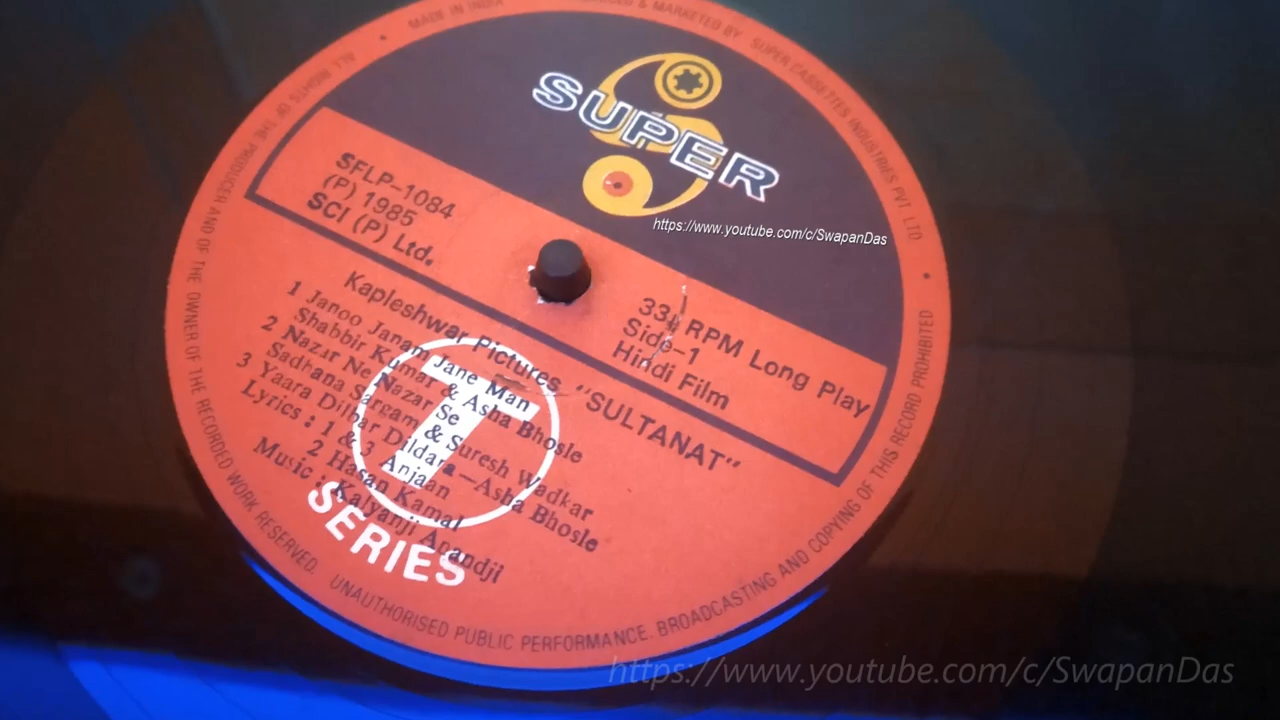 MADE IN INDIA • ALL RIGHTS OF THE PRODUCER AND OF THE OWNER OF THE RECORDED WORK RESERVED. UNAUTHORISED PUBLIC PERFORMANCE. BROADCASTING AND COPYING OF THIS RECORD PROHIBITED •
& MARKETED BY SUPER CASSETTES INDUSTRIES PVT LTD
SUPER
https://www.youtube.com/c/SwapanDas
SFLP-1084
(P) 1985
SCI (P) Ltd.
33⅓ RPM Long Play
Side-1
Hindi Film
Kapleshwar Pictures "SULTANAT"
1 Janoo Janam Jane Man
Shabbir Kumar & Asha Bhosle
2 Nazar Ne Nazar Se
Sadhana Sargam & Suresh Wadkar
3 Yaara Dilbar Dildara—Asha Bhosle
Lyrics : 1 & 3 Anjaan
2 Hasan Kamal
Music : Kalyanji Anandji
T
SERIES
https://www.youtube.com/c/SwapanDas